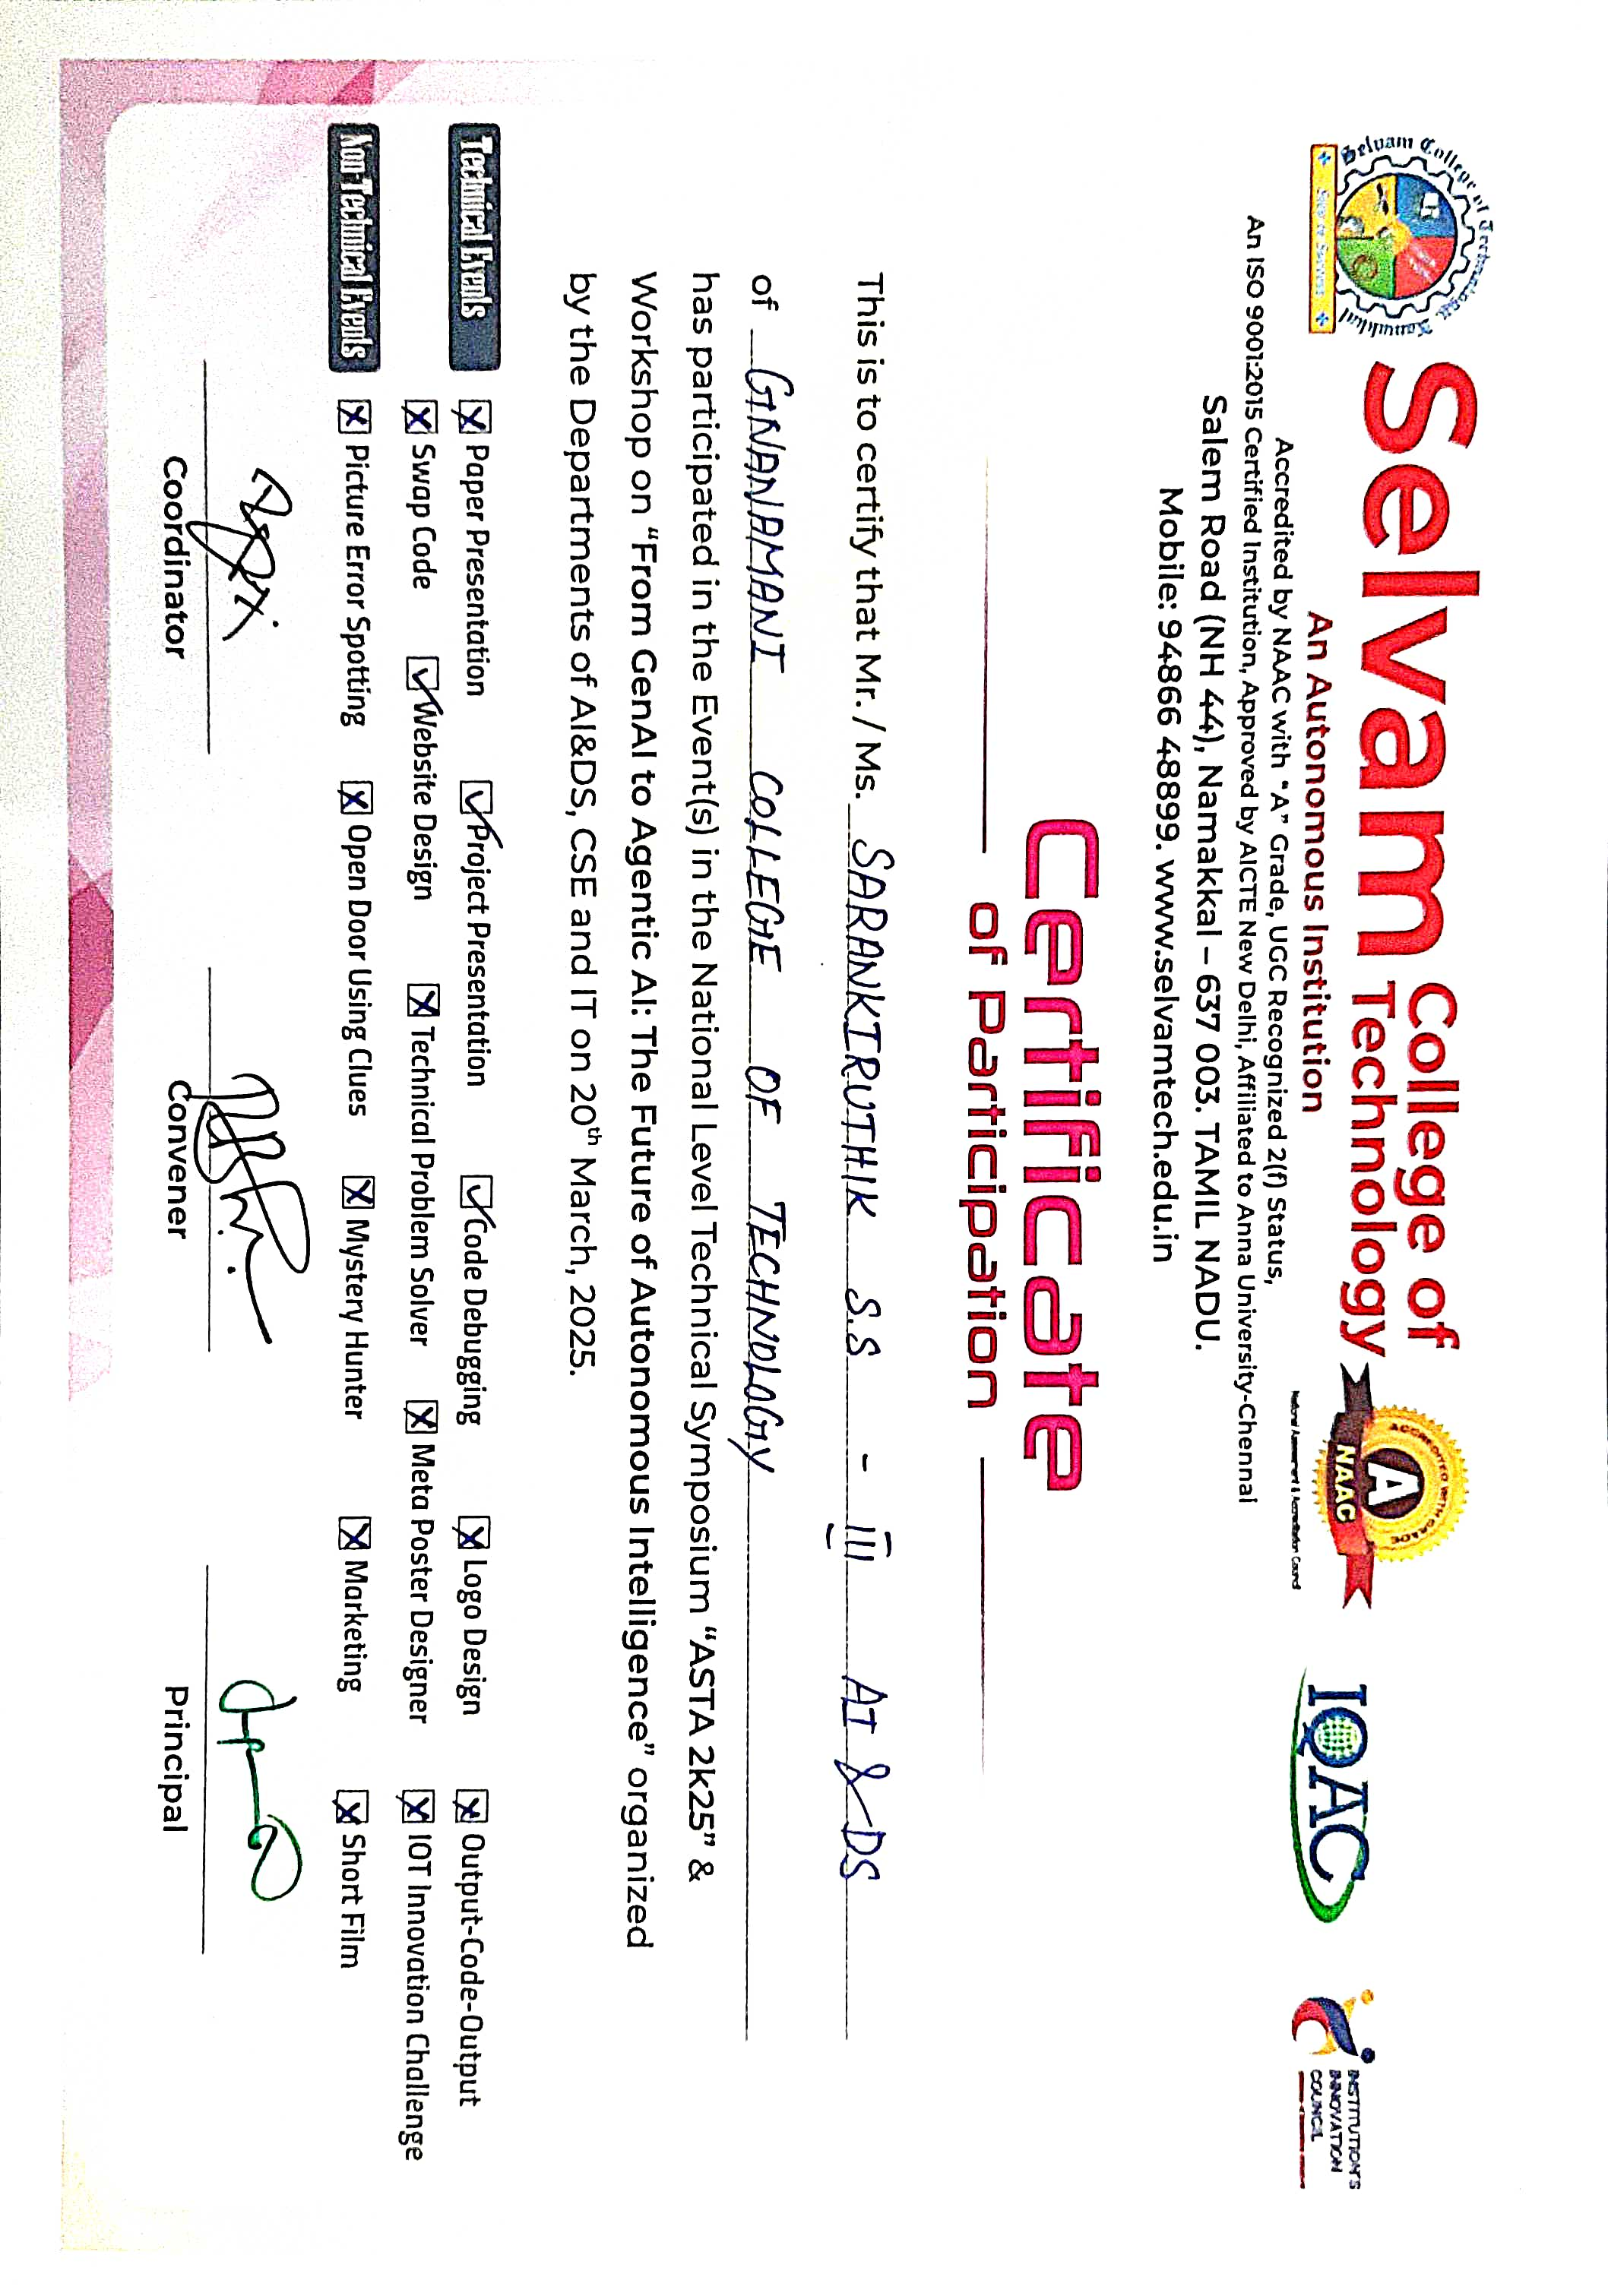 Selvam College of Technology, Namakkal
Selvam College of
Technology
An Autonomous Institution
Accredited by NAAC with "A" Grade, UGC Recognized 2(f) Status,
An ISO 9001:2015 Certified Institution, Approved by AICTE New Delhi, Affiliated to Anna University-Chennai
Salem Road (NH 44), Namakkal – 637 003. TAMIL NADU.
Mobile: 94866 48899. www.selvamtech.edu.in
ACCREDITED WITH GRADE
A
NAAC
National Assessment & Accreditation Council
IQAC
INSTITUTION'S
INNOVATION
COUNCIL
Certificate
of Participation
This is to certify that Mr. / Ms. SARANKIRUTHIK S.S - III AI & DS
of GNANAMANI COLLEGE OF TECHNOLOGY
has participated in the Event(s) in the National Level Technical Symposium "ASTA 2k25" &
Workshop on "From GenAI to Agentic AI: The Future of Autonomous Intelligence" organized
by the Departments of AI&DS, CSE and IT on 20th March, 2025.
Technical Events ☒ Paper Presentation ☑ Project Presentation ☑ Code Debugging ☒ Logo Design ☒ Output-Code-Output
☒ Swap Code ☑ Website Design ☒ Technical Problem Solver ☒ Meta Poster Designer ☒ IOT Innovation Challenge
Non-Technical Events ☒ Picture Error Spotting ☒ Open Door Using Clues ☒ Mystery Hunter ☒ Marketing ☒ Short Film
Coordinator Convener Principal